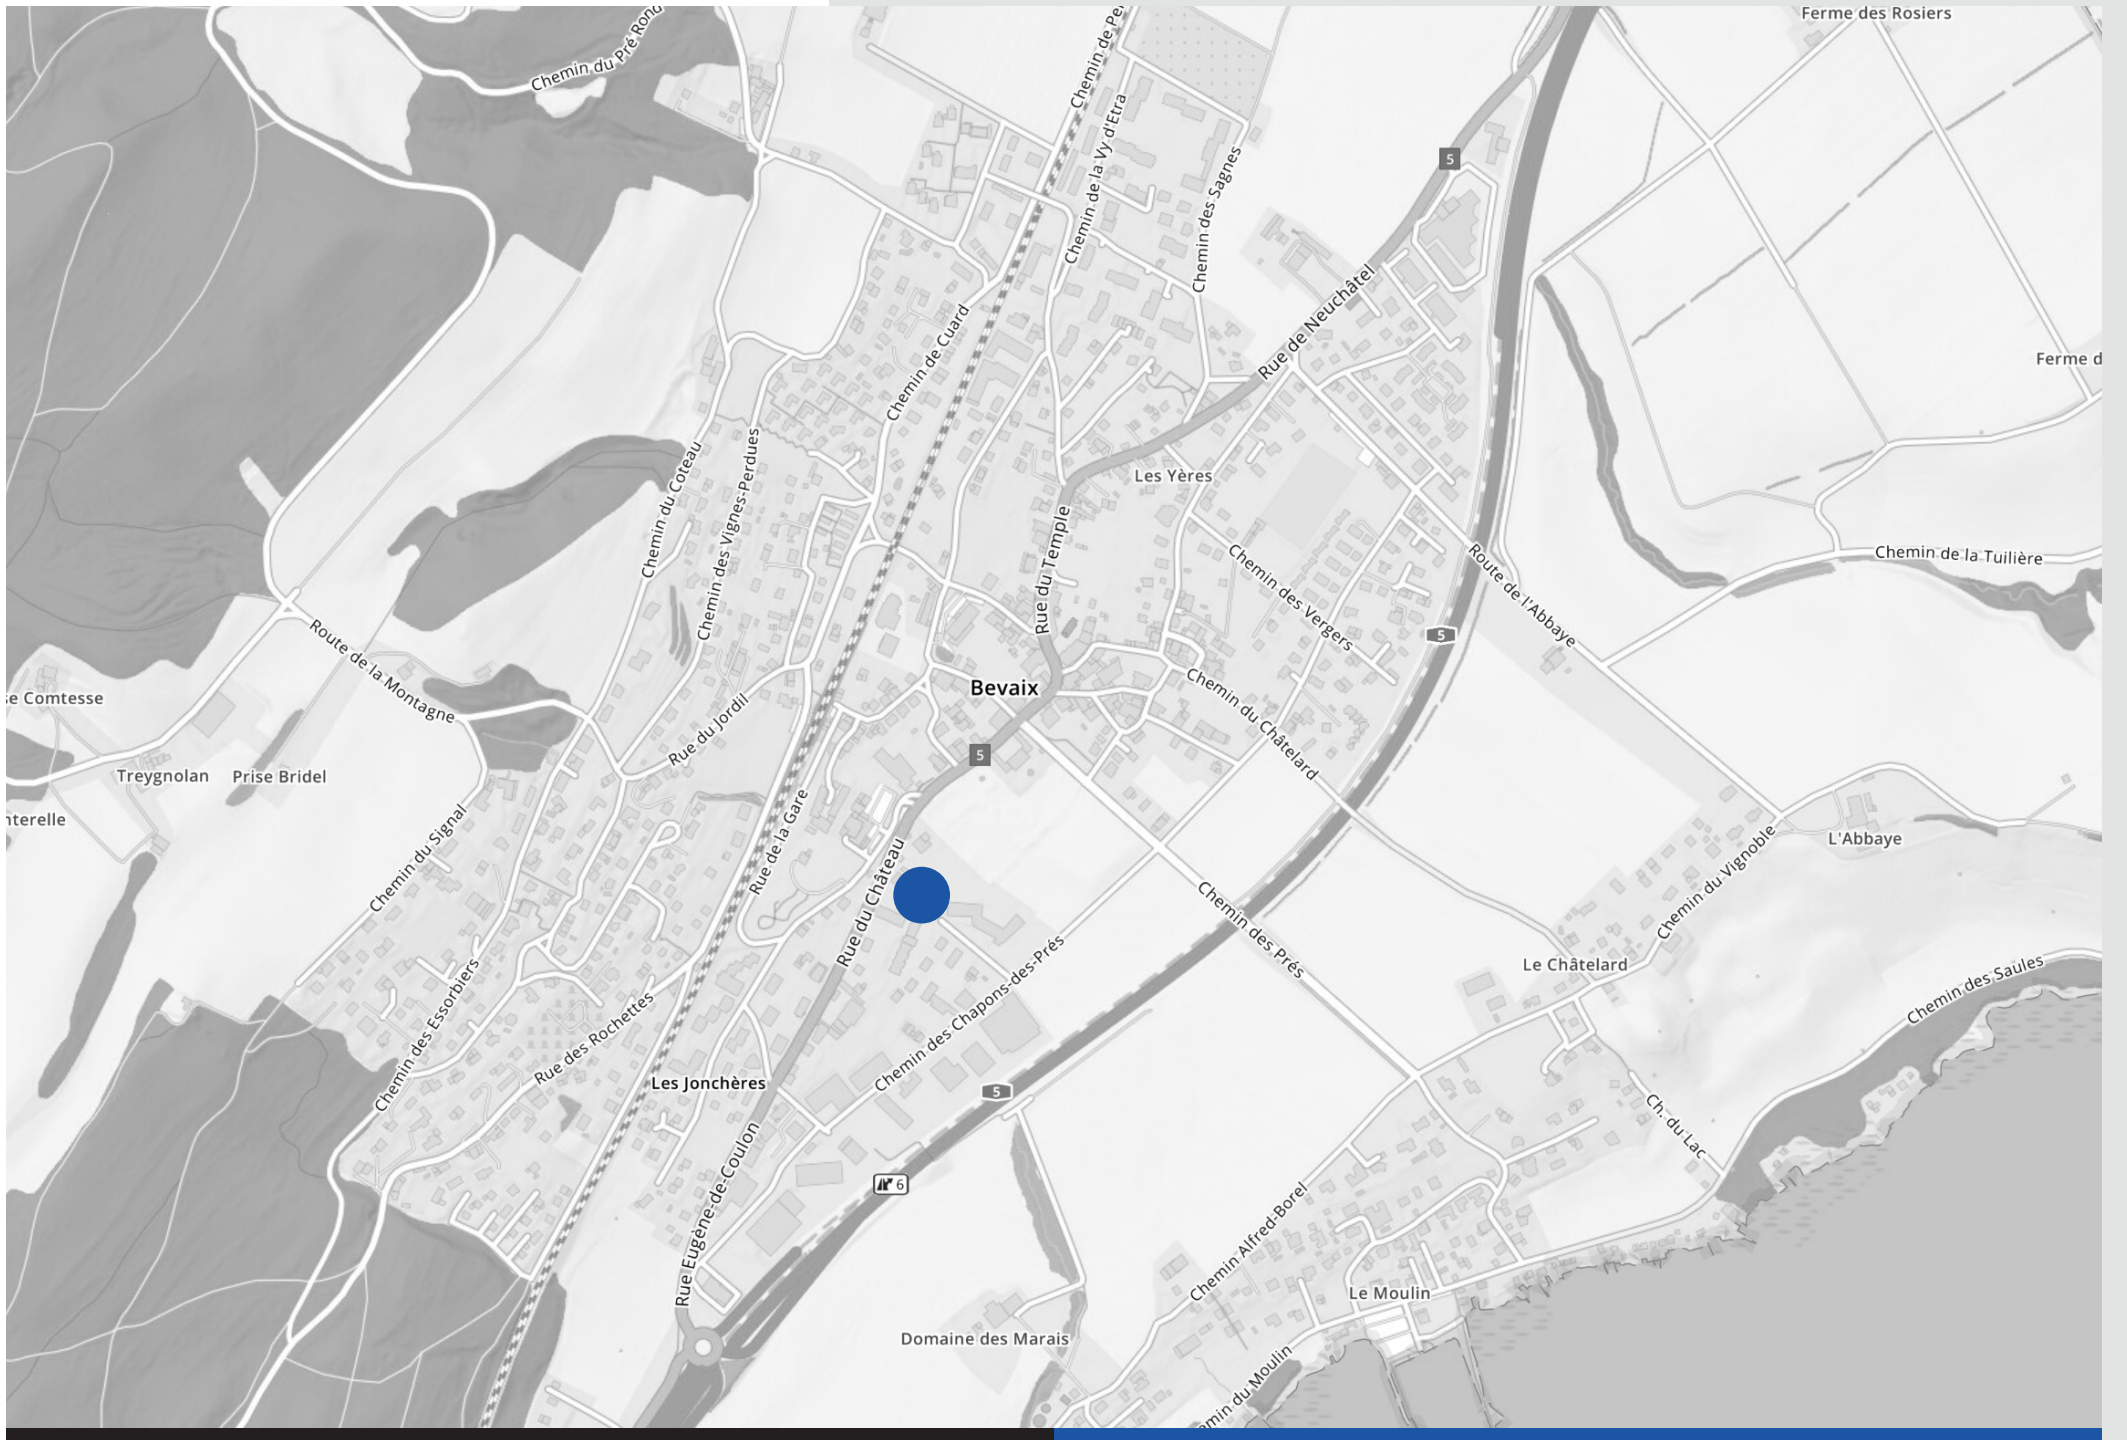 Ferme des Rosiers
Chemin du Pré Rond
Chemin de Pe
Chemin de la Vy d'Etra
Chemin des Sagnes
5
Rue de Neuchâtel
Chemin de Cuard
Ferme d
Chemin du Coteau
Chemin des Vignes-Perdues
Les Yères
Rue du Temple
Chemin des Vergers
Route de l'Abbaye
Chemin de la Tuilière
5
Route de la Montagne
se Comtesse
Bevaix
Chemin du Châtelard
Rue du Jordil
5
Treygnolan
Prise Bridel
nterelle
Chemin du Signal
Rue de la Gare
Rue du Château
L'Abbaye
Chemin du Vignoble
Chemin des Prés
Le Châtelard
Chemin des Saules
Chemin des Essorbiers
Rue des Rochettes
Chemin des Chapons-des-Prés
Les Jonchères
5
Ch. du Lac
6
Rue Eugène-de-Coulon
Chemin Alfred-Borel
Le Moulin
Domaine des Marais
emin du Moulin